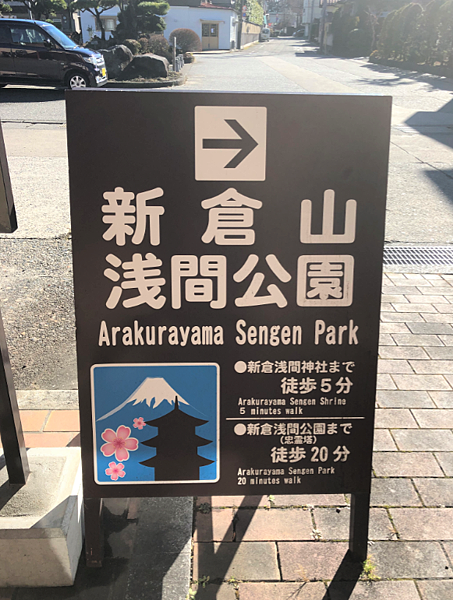 新倉山
浅間公園
Arakurayama Sengen Park
●新倉浅間神社まで
徒歩5分
Arakurayama Sengen Shrine
5 minutes walk
●新倉浅間公園まで
(忠霊塔)
徒歩20分
Arakurayama Sengen Park
20 minutes walk